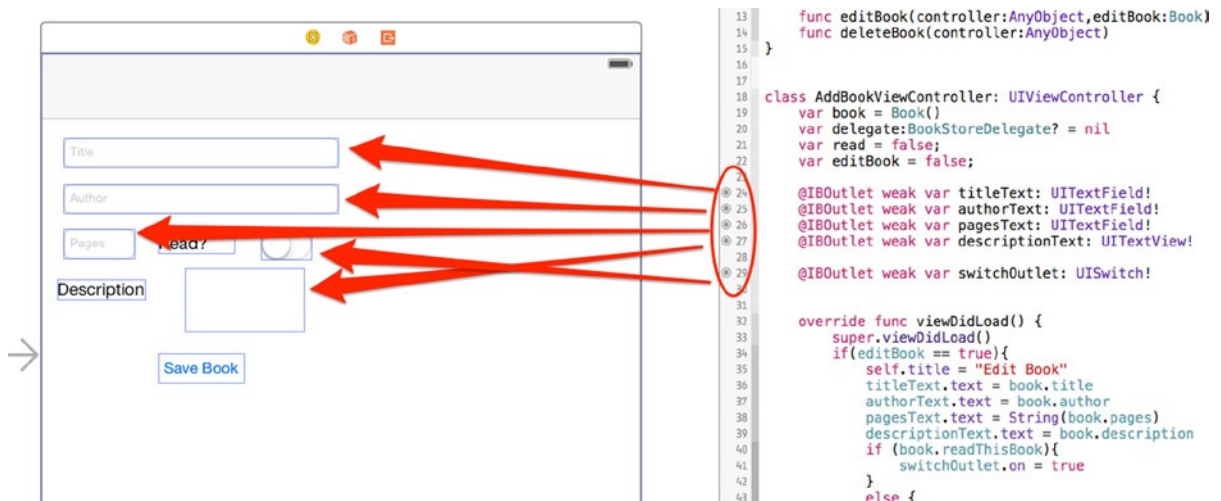 Title
Author
Pages
Read?
Description
Save Book
13 func editBook(controller:AnyObject,editBook:Book)
14 func deleteBook(controller:AnyObject)
15 }
16
17
18 class AddBookViewController: UIViewController {
19 var book = Book()
20 var delegate:BookStoreDelegate? = nil
21 var read = false;
22 var editBook = false;
23
24 @IBOutlet weak var titleText: UITextField!
25 @IBOutlet weak var authorText: UITextField!
26 @IBOutlet weak var pagesText: UITextField!
27 @IBOutlet weak var descriptionText: UITextView!
28
29 @IBOutlet weak var switchOutlet: UISwitch!
30
31
32 override func viewDidLoad() {
33 super.viewDidLoad()
34 if(editBook == true){
35 self.title = "Edit Book"
36 titleText.text = book.title
37 authorText.text = book.author
38 pagesText.text = String(book.pages)
39 descriptionText.text = book.description
40 if (book.readThisBook){
41 switchOutlet.on = true
42 }
43 else {